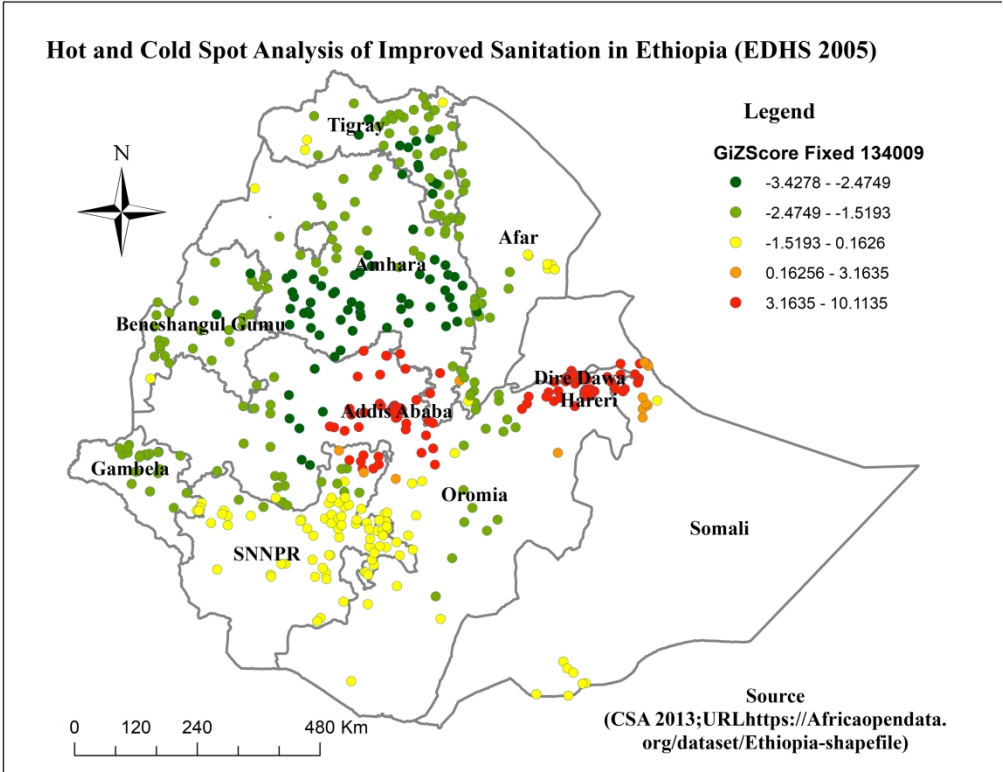 Hot and Cold Spot Analysis of Improved Sanitation in Ethiopia (EDHS 2005)
Legend
GiZScore Fixed 134009
-3.4278 - -2.4749
-2.4749 - -1.5193
-1.5193 - 0.1626
0.16256 - 3.1635
3.1635 - 10.1135
N
Tigray
Afar
Amhara
Beneshangul Gumu
Dire Dawa
Hareri
Addis Ababa
Gambela
Oromia
Somali
SNNPR
0 120 240 480 Km
Source
(CSA 2013;URLhttps://Africaopendata.
org/dataset/Ethiopia-shapefile)